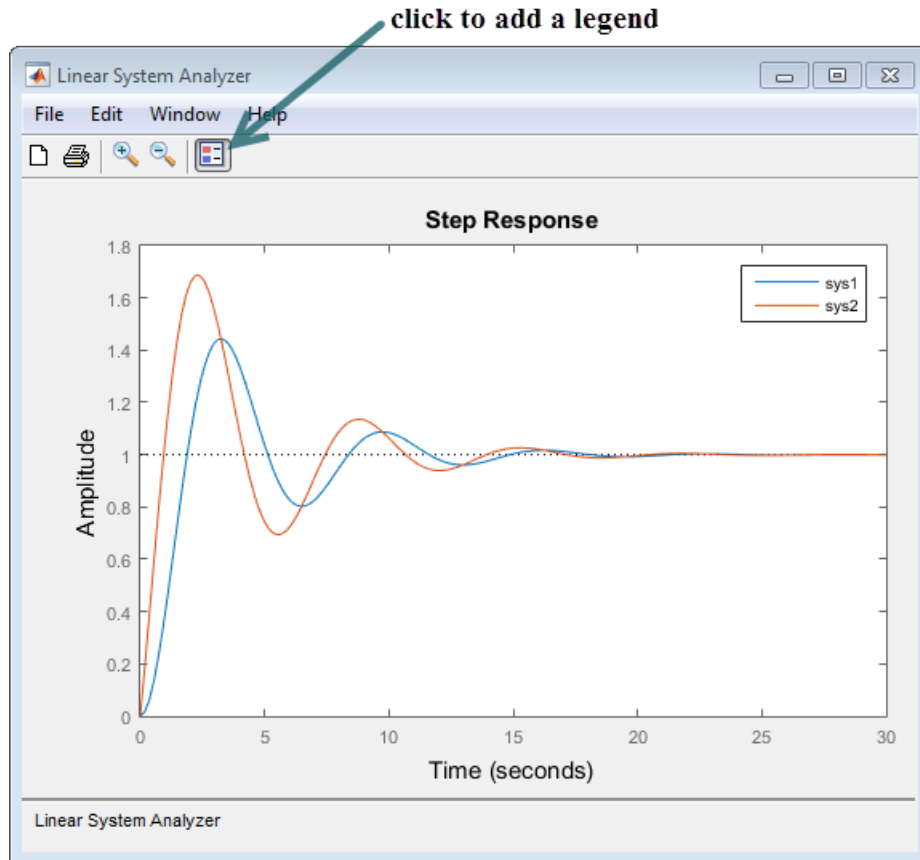 click to add a legend
Linear System Analyzer
File Edit Window Help
Step Response
1.8
1.6
1.4
1.2
1
0.8
0.6
0.4
0.2
0
Amplitude
sys1
sys2
0 5 10 15 20 25 30
Time (seconds)
Linear System Analyzer